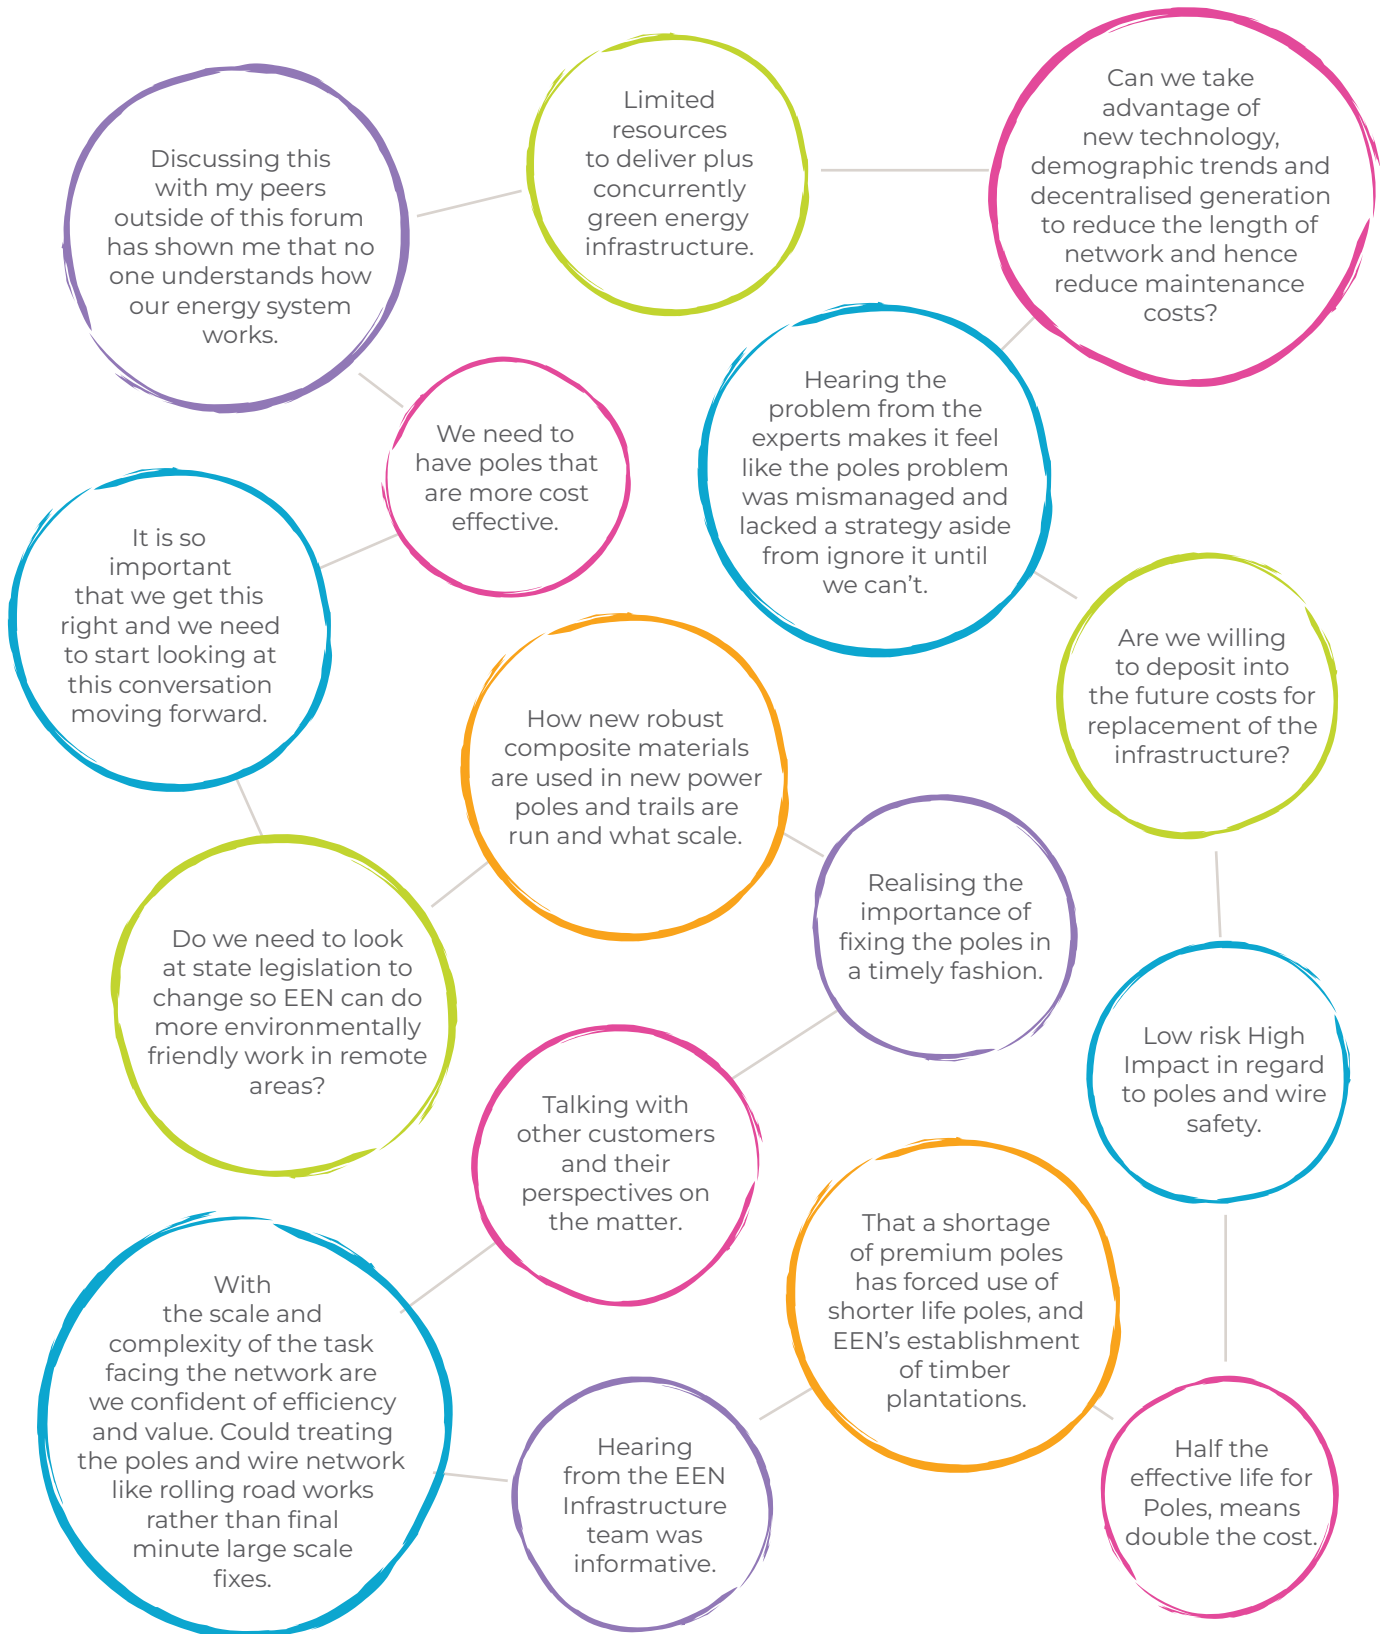 Discussing this
with my peers
outside of this forum
has shown me that no
one understands how
our energy system
works.
Limited
resources
to deliver plus
concurrently
green energy
infrastructure.
Can we take
advantage of
new technology,
demographic trends and
decentralised generation
to reduce the length of
network and hence
reduce maintenance
costs?
We need to
have poles that
are more cost
effective.
Hearing the
problem from the
experts makes it feel
like the poles problem
was mismanaged and
lacked a strategy aside
from ignore it until
we can’t.
It is so
important
that we get this
right and we need
to start looking at
this conversation
moving forward.
How new robust
composite materials
are used in new power
poles and trails are
run and what scale.
Are we willing
to deposit into
the future costs for
replacement of the
infrastructure?
Realising the
importance of
fixing the poles in
a timely fashion.
Do we need to look
at state legislation to
change so EEN can do
more environmentally
friendly work in remote
areas?
Low risk High
Impact in regard
to poles and wire
safety.
Talking with
other customers
and their
perspectives on
the matter.
That a shortage
of premium poles
has forced use of
shorter life poles, and
EEN’s establishment
of timber
plantations.
With
the scale and
complexity of the task
facing the network are
we confident of efficiency
and value. Could treating
the poles and wire network
like rolling road works
rather than final
minute large scale
fixes.
Hearing
from the EEN
Infrastructure
team was
informative.
Half the
effective life for
Poles, means
double the cost.